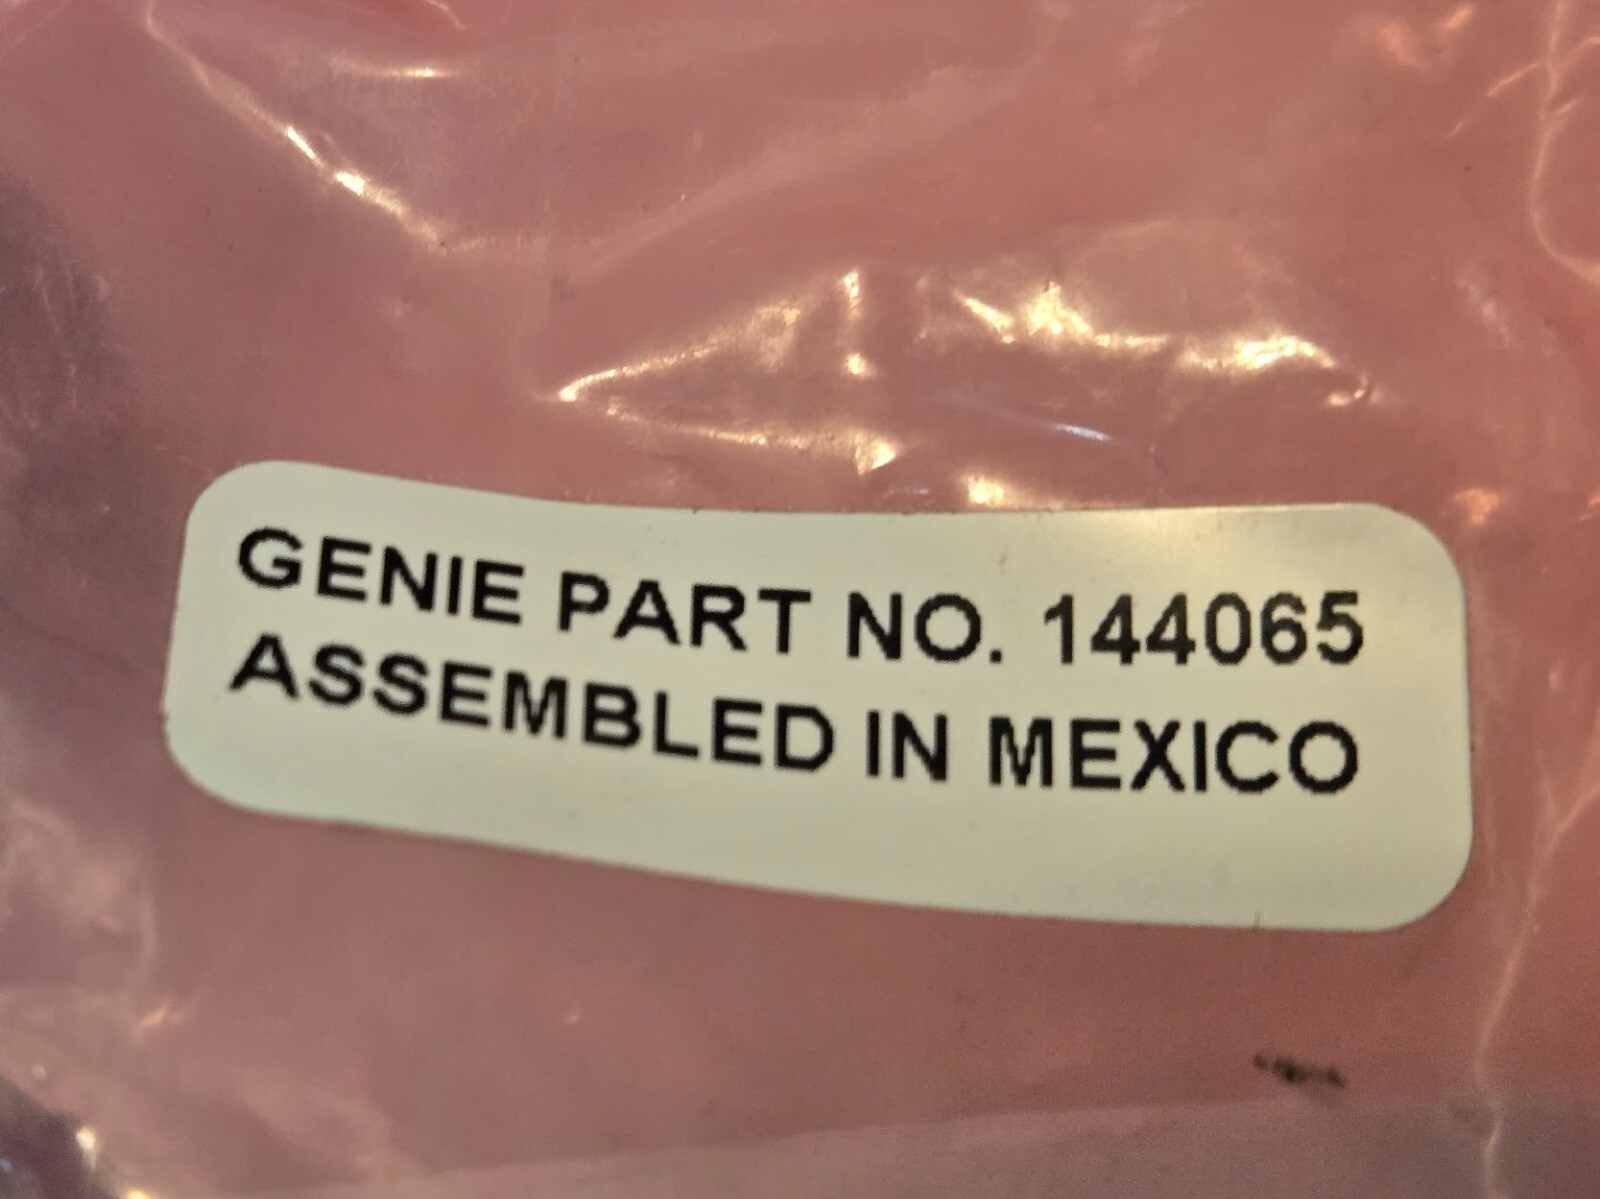 GENIE PART NO. 144065
ASSEMBLED IN MEXICO